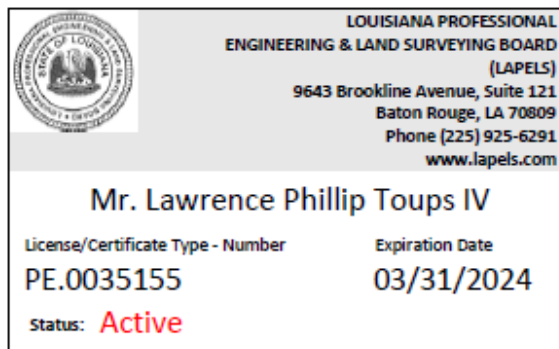 LOUISIANA PROFESSIONAL
ENGINEERING & LAND SURVEYING BOARD
(LAPELS)
9643 Brookline Avenue, Suite 121
Baton Rouge, LA 70809
Phone (225) 925-6291
www.lapels.com
STATE OF LOUISIANA
Mr. Lawrence Phillip Toups IV
License/Certificate Type - Number Expiration Date
PE.0035155 03/31/2024
Status: Active